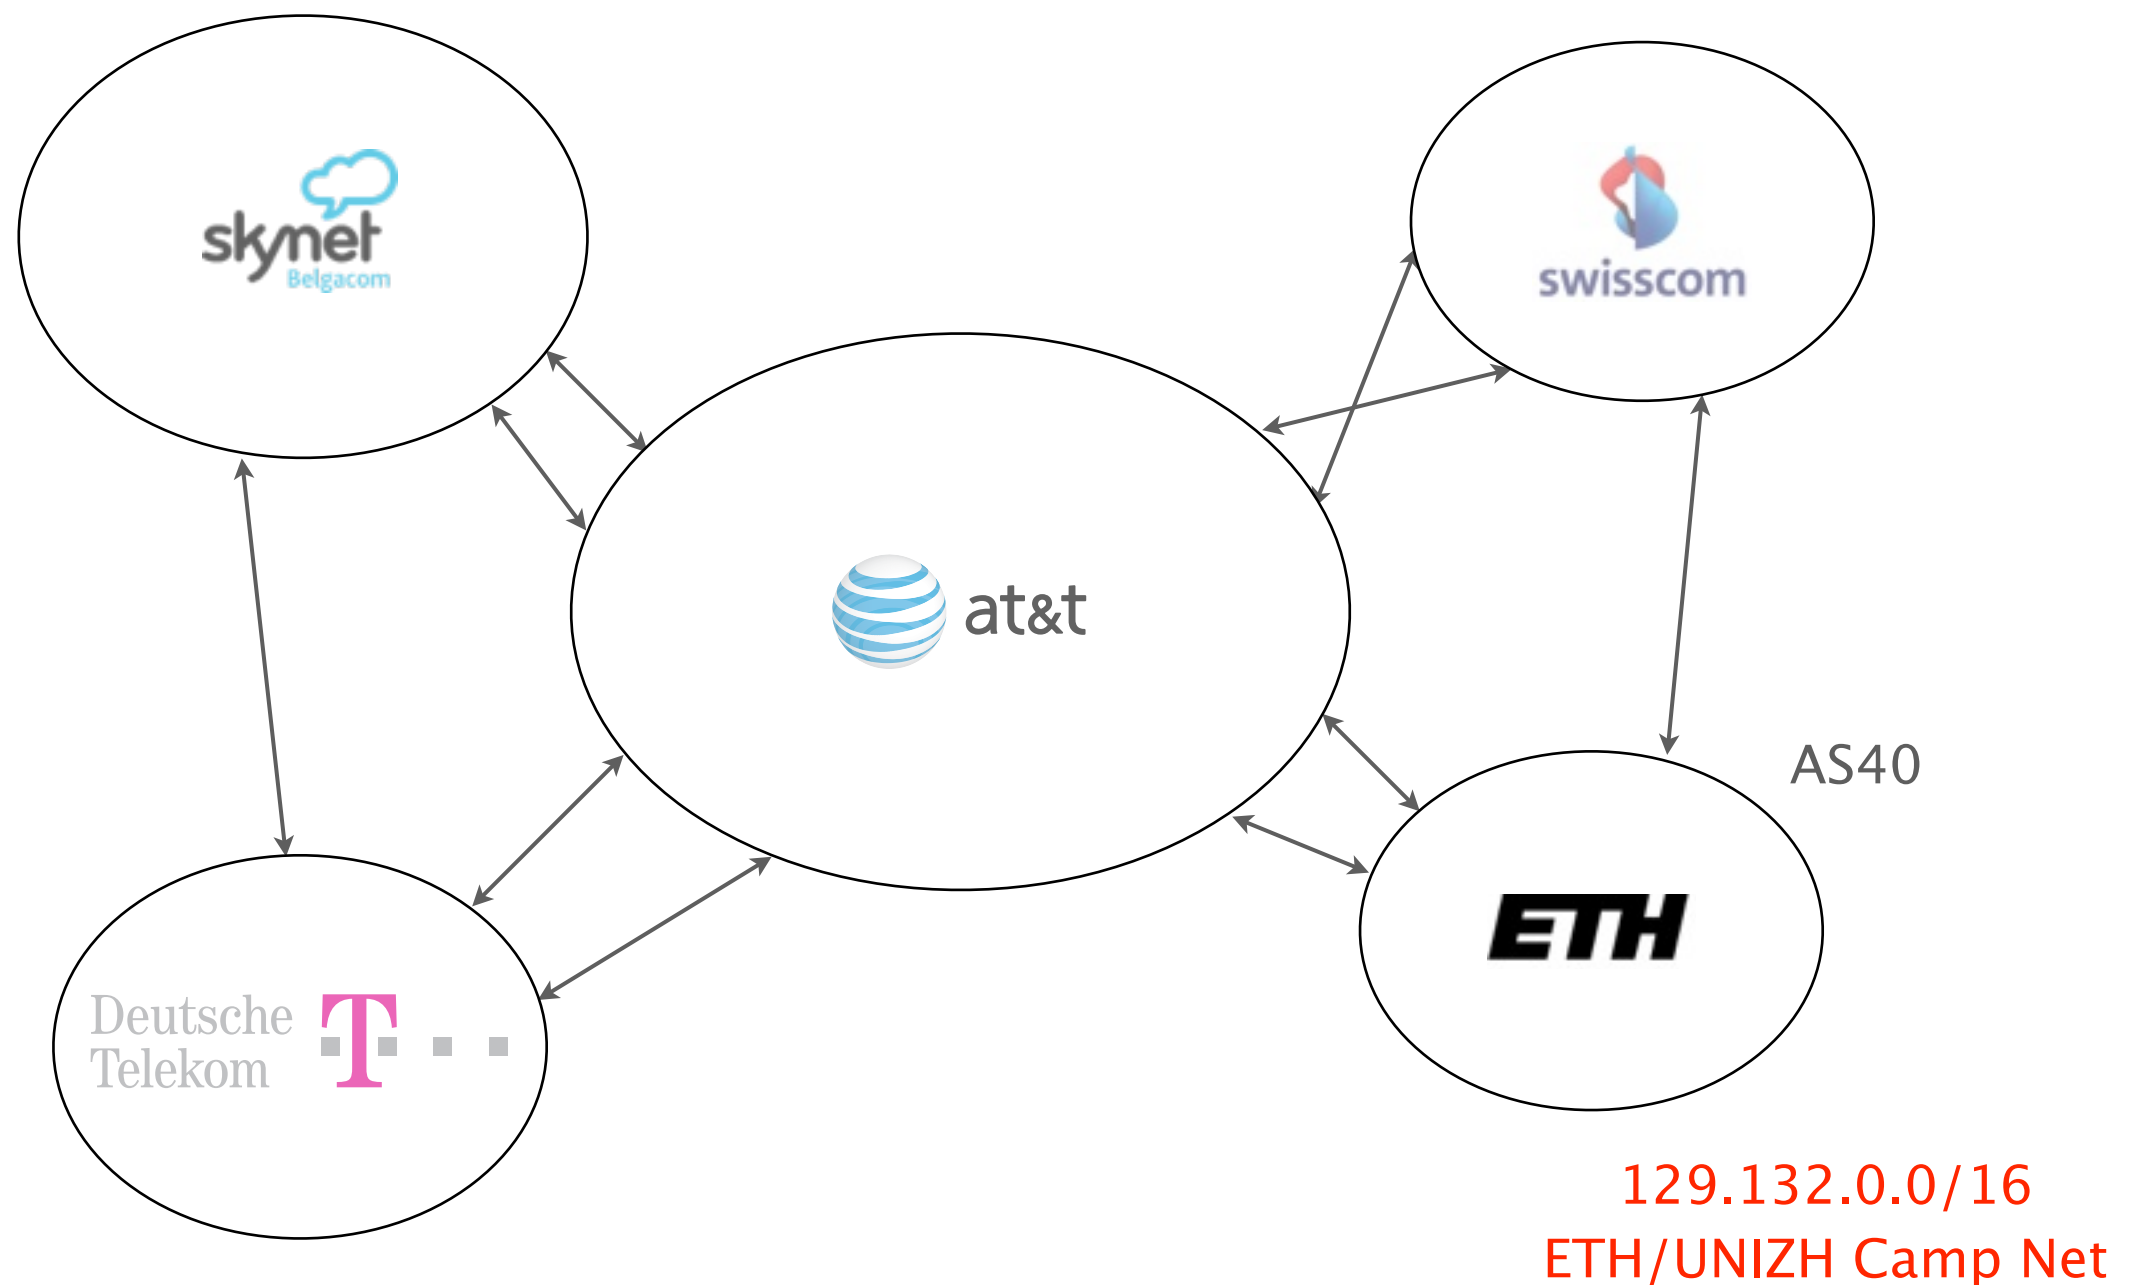 skynet
Belgacom
swisscom
at&t
AS40
ETH
Deutsche
Telekom
T
129.132.0.0/16
ETH/UNIZH Camp Net